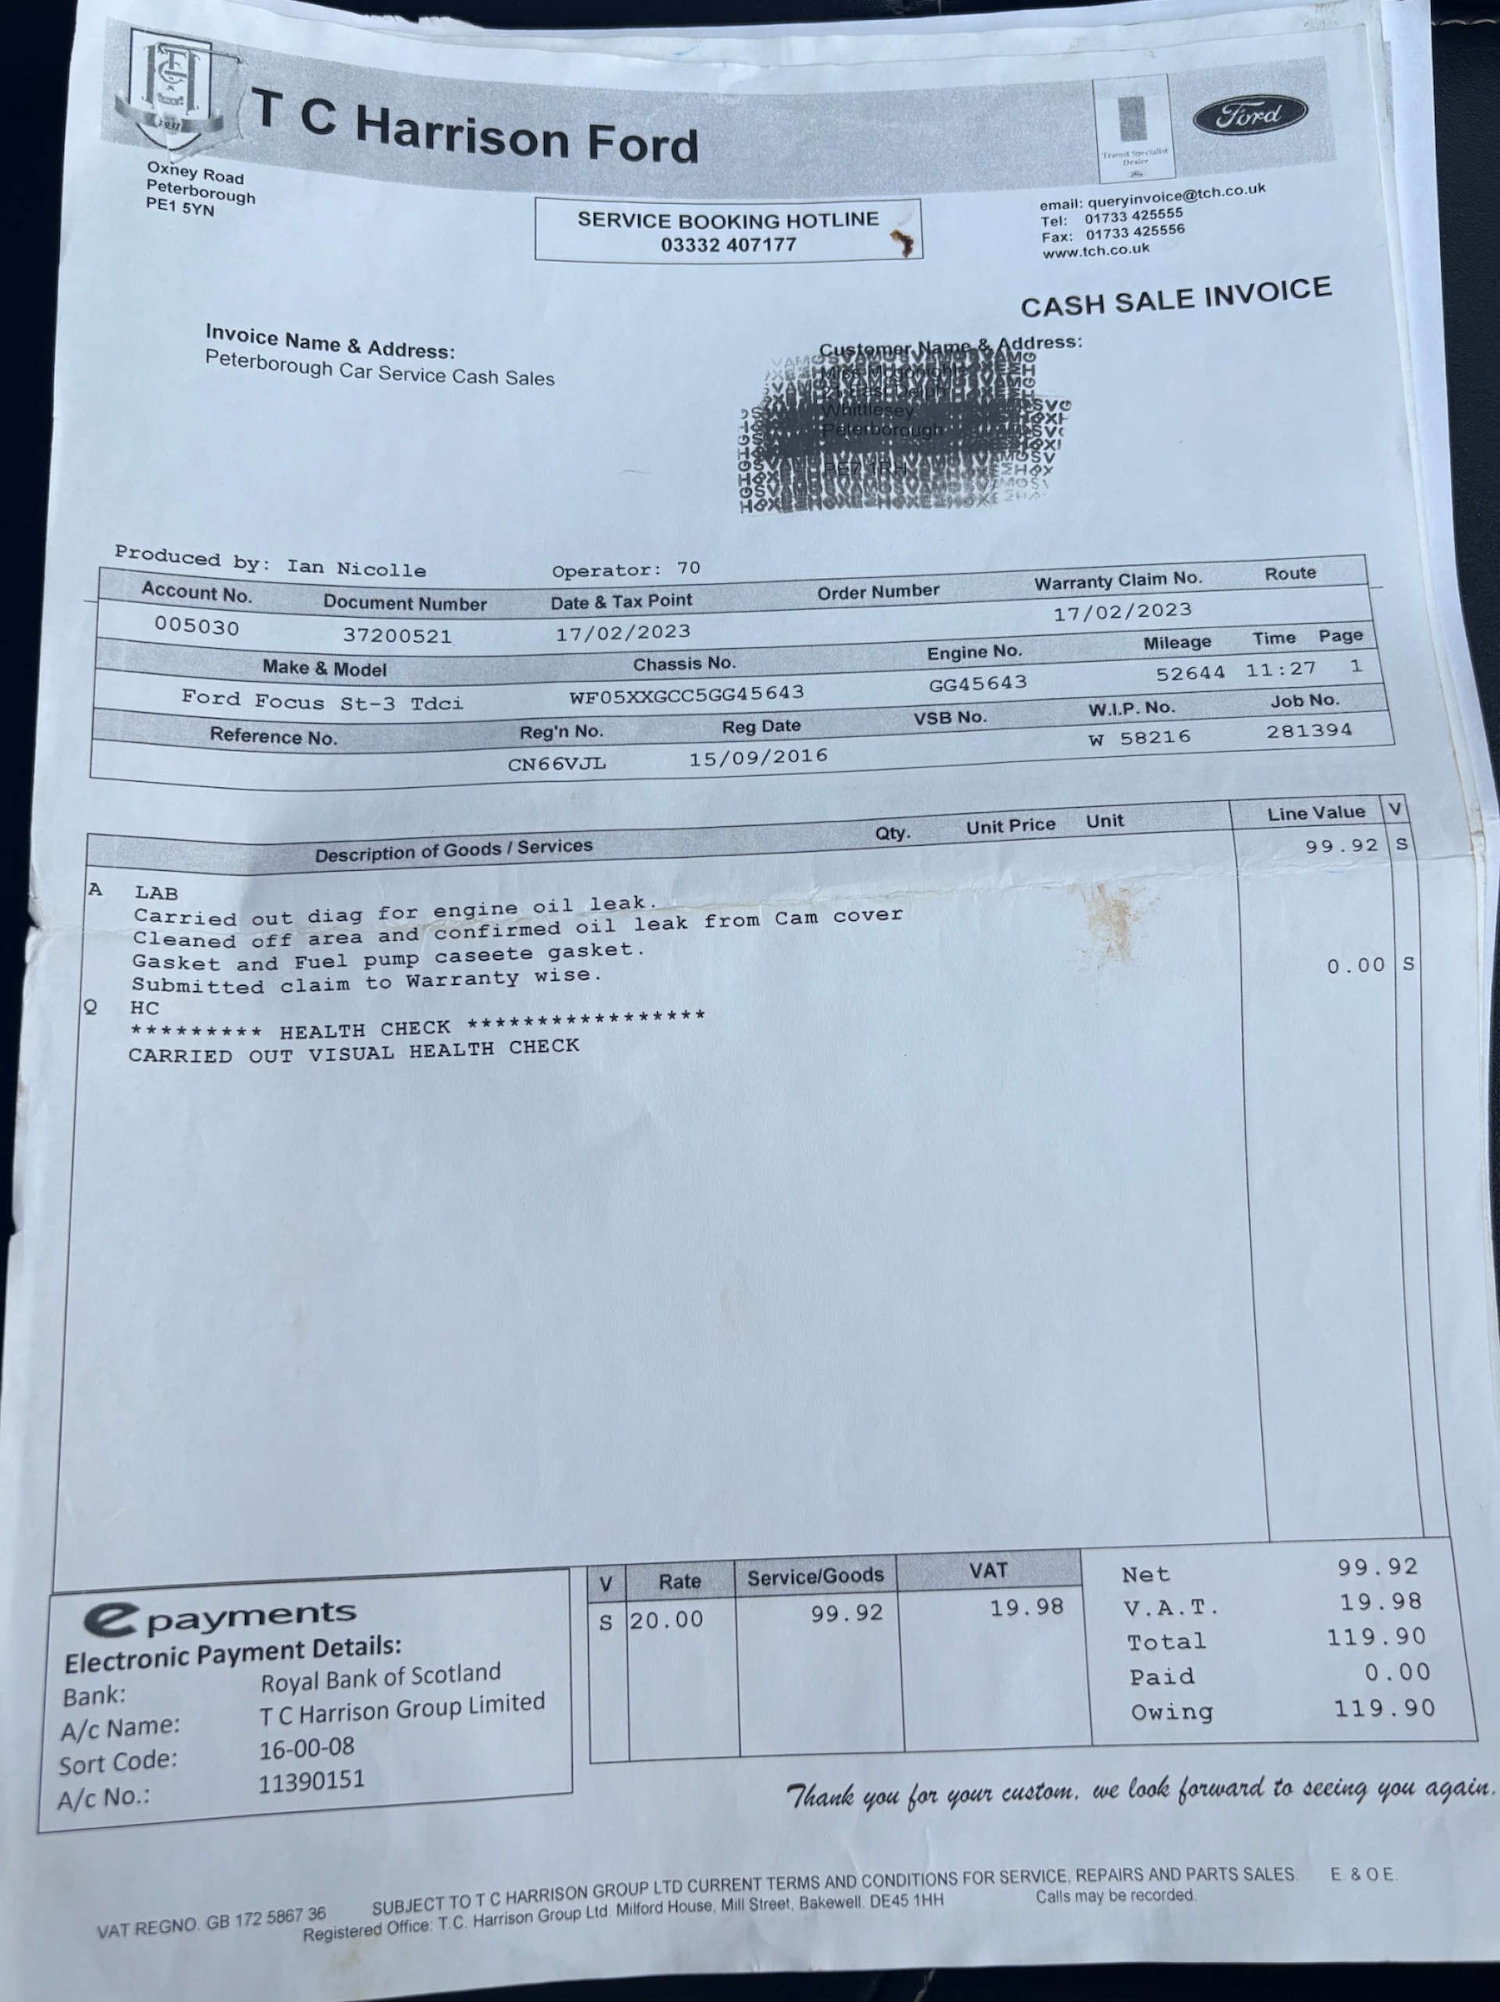 T C Harrison Ford
Ford
Transit Specialist
Dealer
Oxney Road
Peterborough
PE1 5YN
SERVICE BOOKING HOTLINE
03332 407177
email: queryinvoice@tch.co.uk
Tel: 01733 425555
Fax: 01733 425556
www.tch.co.uk
CASH SALE INVOICE
Invoice Name & Address:
Peterborough Car Service Cash Sales
Customer Name & Address:
Whittlesey
Peterborough
Produced by: Ian Nicolle Operator: 70
Account No. Document Number Date & Tax Point Order Number Warranty Claim No. Route
005030 37200521 17/02/2023 17/02/2023
Make & Model Chassis No. Engine No. Mileage Time Page
Ford Focus St-3 Tdci WF05XXGCC5GG45643 GG45643 52644 11:27 1
Reference No. Reg'n No. Reg Date VSB No. W.I.P. No. Job No.
CN66VJL 15/09/2016 W 58216 281394
Description of Goods / Services Qty. Unit Price Unit Line Value V
A LAB 99.92 S
Carried out diag for engine oil leak.
Cleaned off area and confirmed oil leak from Cam cover
Gasket and Fuel pump caseete gasket.
Submitted claim to Warranty wise.
Q HC 0.00 S
********* HEALTH CHECK *****************
CARRIED OUT VISUAL HEALTH CHECK
e payments
Electronic Payment Details:
Bank: Royal Bank of Scotland
A/c Name: T C Harrison Group Limited
Sort Code: 16-00-08
A/c No.: 11390151
V Rate Service/Goods VAT
S 20.00 99.92 19.98
Net 99.92
V.A.T. 19.98
Total 119.90
Paid 0.00
Owing 119.90
Thank you for your custom, we look forward to seeing you again.
SUBJECT TO T C HARRISON GROUP LTD CURRENT TERMS AND CONDITIONS FOR SERVICE, REPAIRS AND PARTS SALES. E. & O.E.
VAT REGNO. GB 172 5867 36
Registered Office: T.C. Harrison Group Ltd. Milford House, Mill Street, Bakewell. DE45 1HH Calls may be recorded.